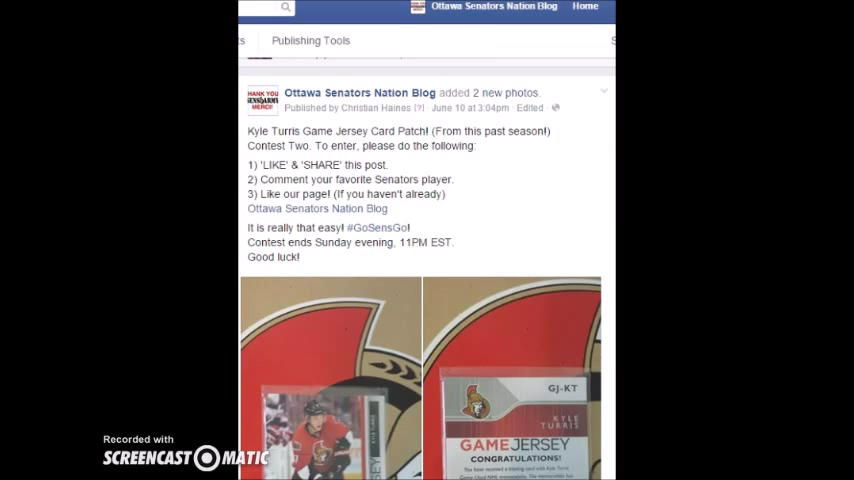 Ottawa Senators Nation Blog Home
Publishing Tools
Ottawa Senators Nation Blog added 2 new photos.
Published by Christian Haines [?] · June 10 at 3:04pm · Edited ·
Kyle Turris Game Jersey Card Patch! (From this past season!)
Contest Two. To enter, please do the following:
1) 'LIKE' & 'SHARE' this post.
2) Comment your favorite Senators player.
3) Like our page! (If you haven't already)
Ottawa Senators Nation Blog
It is really that easy! #GoSensGo!
Contest ends Sunday evening, 11PM EST.
Good luck!
GJ-KT
KYLE
TURRIS
GAMEJERSEY
CONGRATULATIONS!
KYLE TURRIS
Recorded with
SCREENCAST-O-MATIC